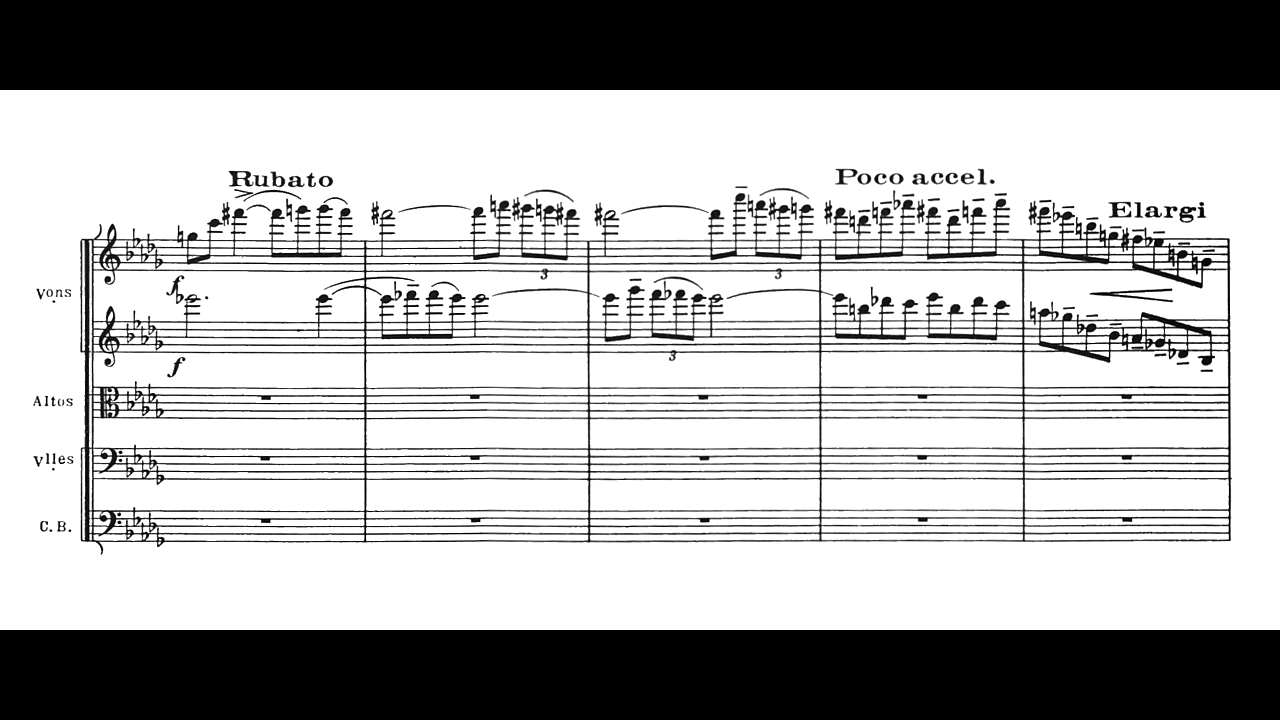 Rubato
Poco accel.
Elargi
3
3
f
Vons
3
f
Altos
Vlles
C.B.